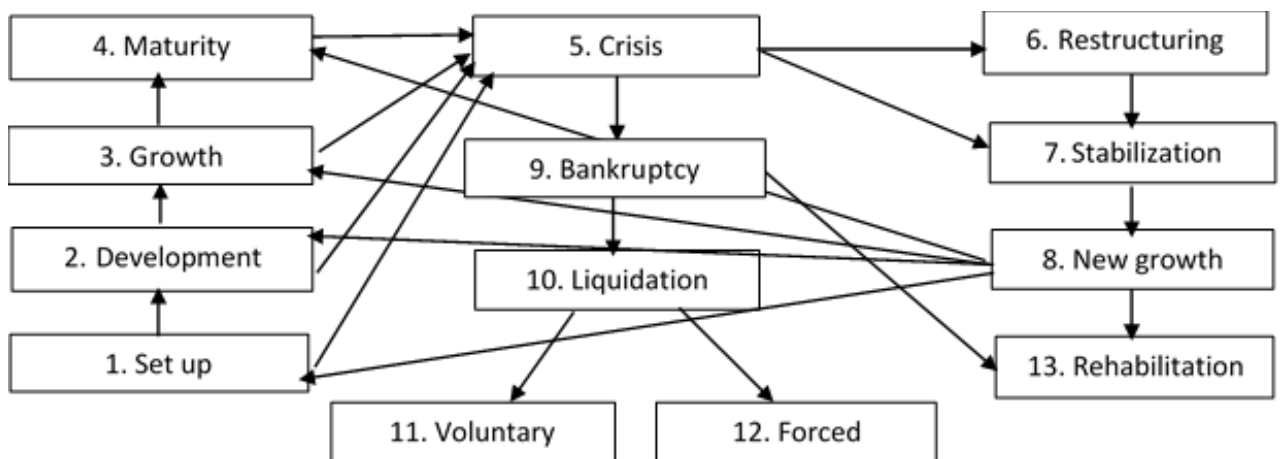 4. Maturity
5. Crisis
6. Restructuring
3. Growth
9. Bankruptcy
7. Stabilization
2. Development
10. Liquidation
8. New growth
1. Set up
13. Rehabilitation
11. Voluntary
12. Forced